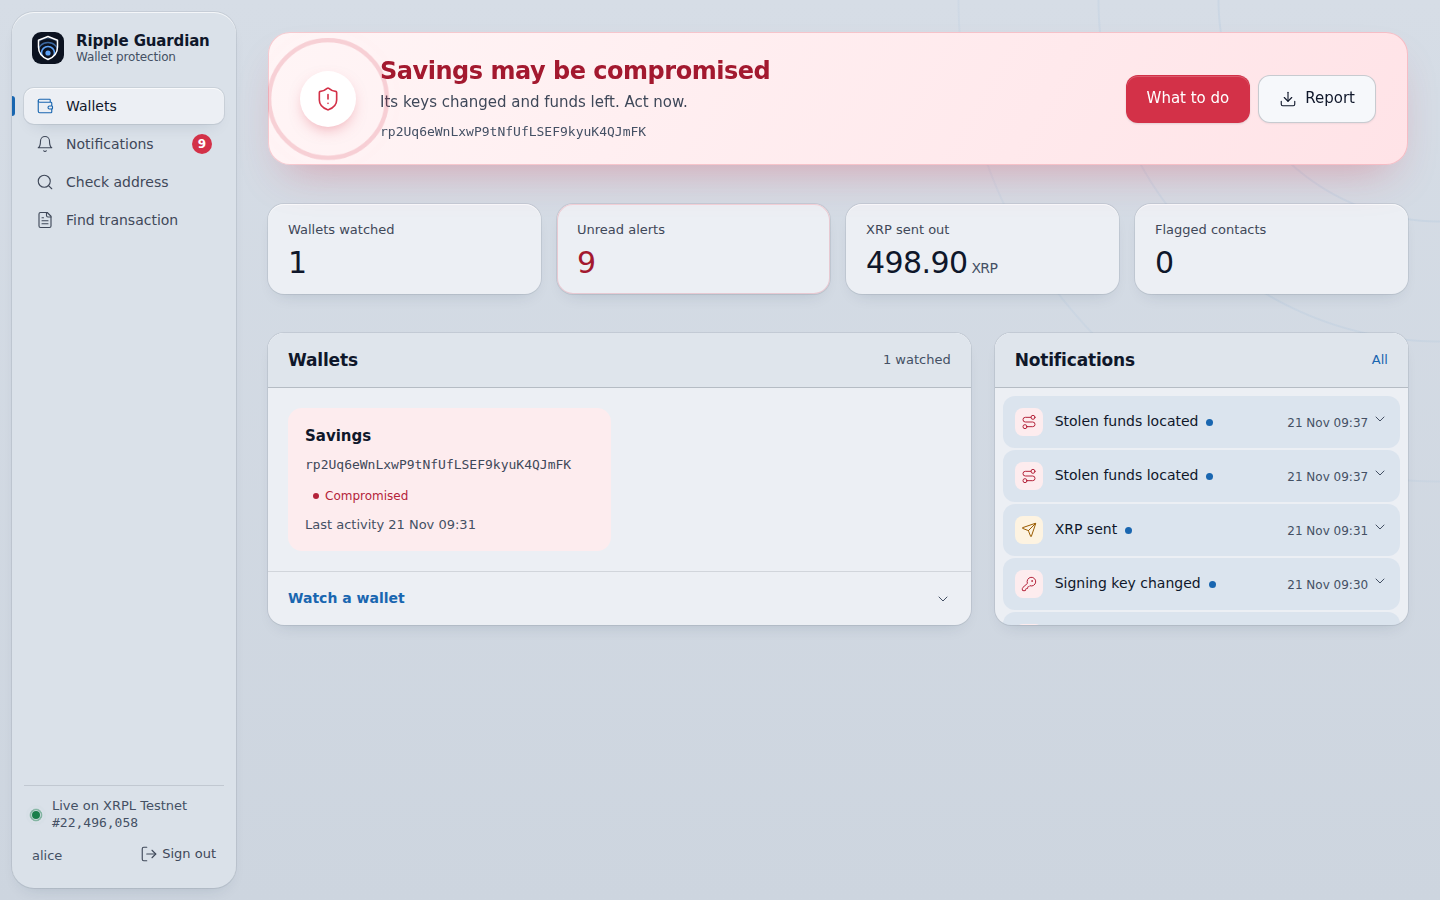 Ripple Guardian
Wallet protection
Wallets
Notifications 9
Check address
Find transaction
Live on XRPL Testnet
#22,496,058
alice Sign out
Savings may be compromised
Its keys changed and funds left. Act now.
rp2Uq6eWnLxwP9tNfUfLSEF9kyuK4QJmFK
What to do Report
Wallets watched
1
Unread alerts
9
XRP sent out
498.90 XRP
Flagged contacts
0
Wallets 1 watched
Savings
rp2Uq6eWnLxwP9tNfUfLSEF9kyuK4QJmFK
Compromised
Last activity 21 Nov 09:31
Watch a wallet
Notifications All
Stolen funds located 21 Nov 09:37
Stolen funds located 21 Nov 09:37
XRP sent 21 Nov 09:31
Signing key changed 21 Nov 09:30